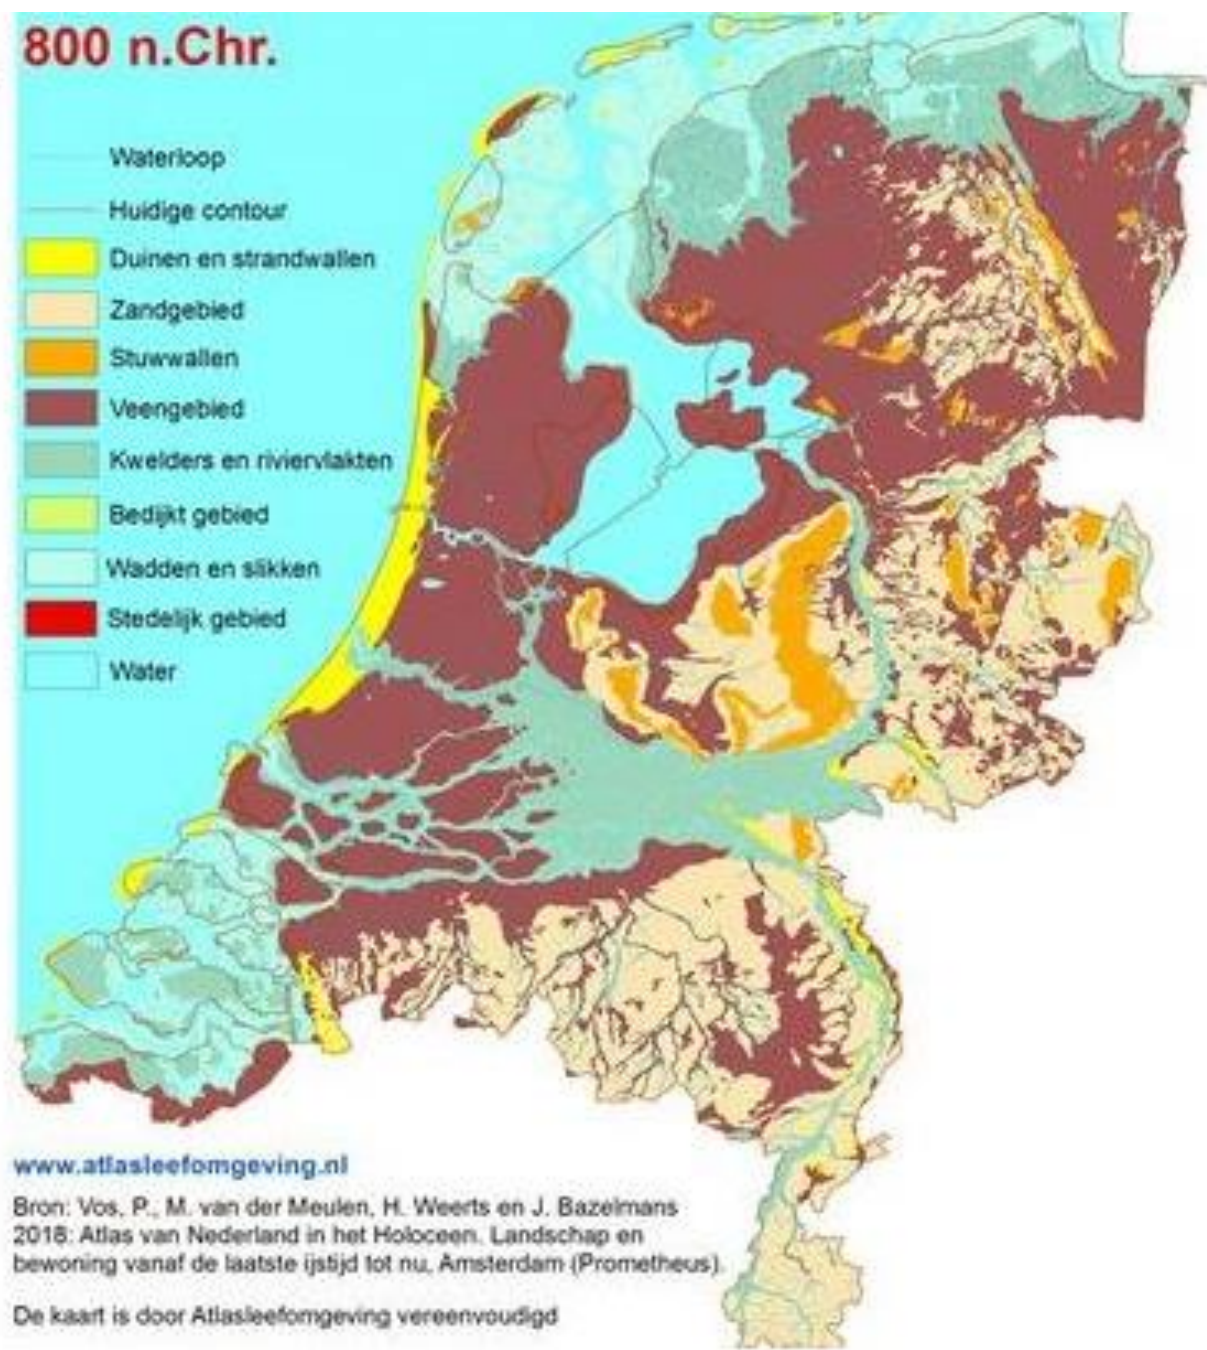 800 n.Chr.
Waterloop
Huidige contour
Duinen en strandwallen
Zandgebied
Stuwwallen
Veengebied
Kwelders en riviervlakten
Bedijkt gebied
Wadden en slikken
Stedelijk gebied
Water
www.atlasleefomgeving.nl
Bron: Vos, P., M. van der Meulen, H. Weerts en J. Bazelmans
2018: Atlas van Nederland in het Holoceen. Landschap en
bewoning vanaf de laatste ijstijd tot nu, Amsterdam (Prometheus).
De kaart is door Atlasleefomgeving vereenvoudigd